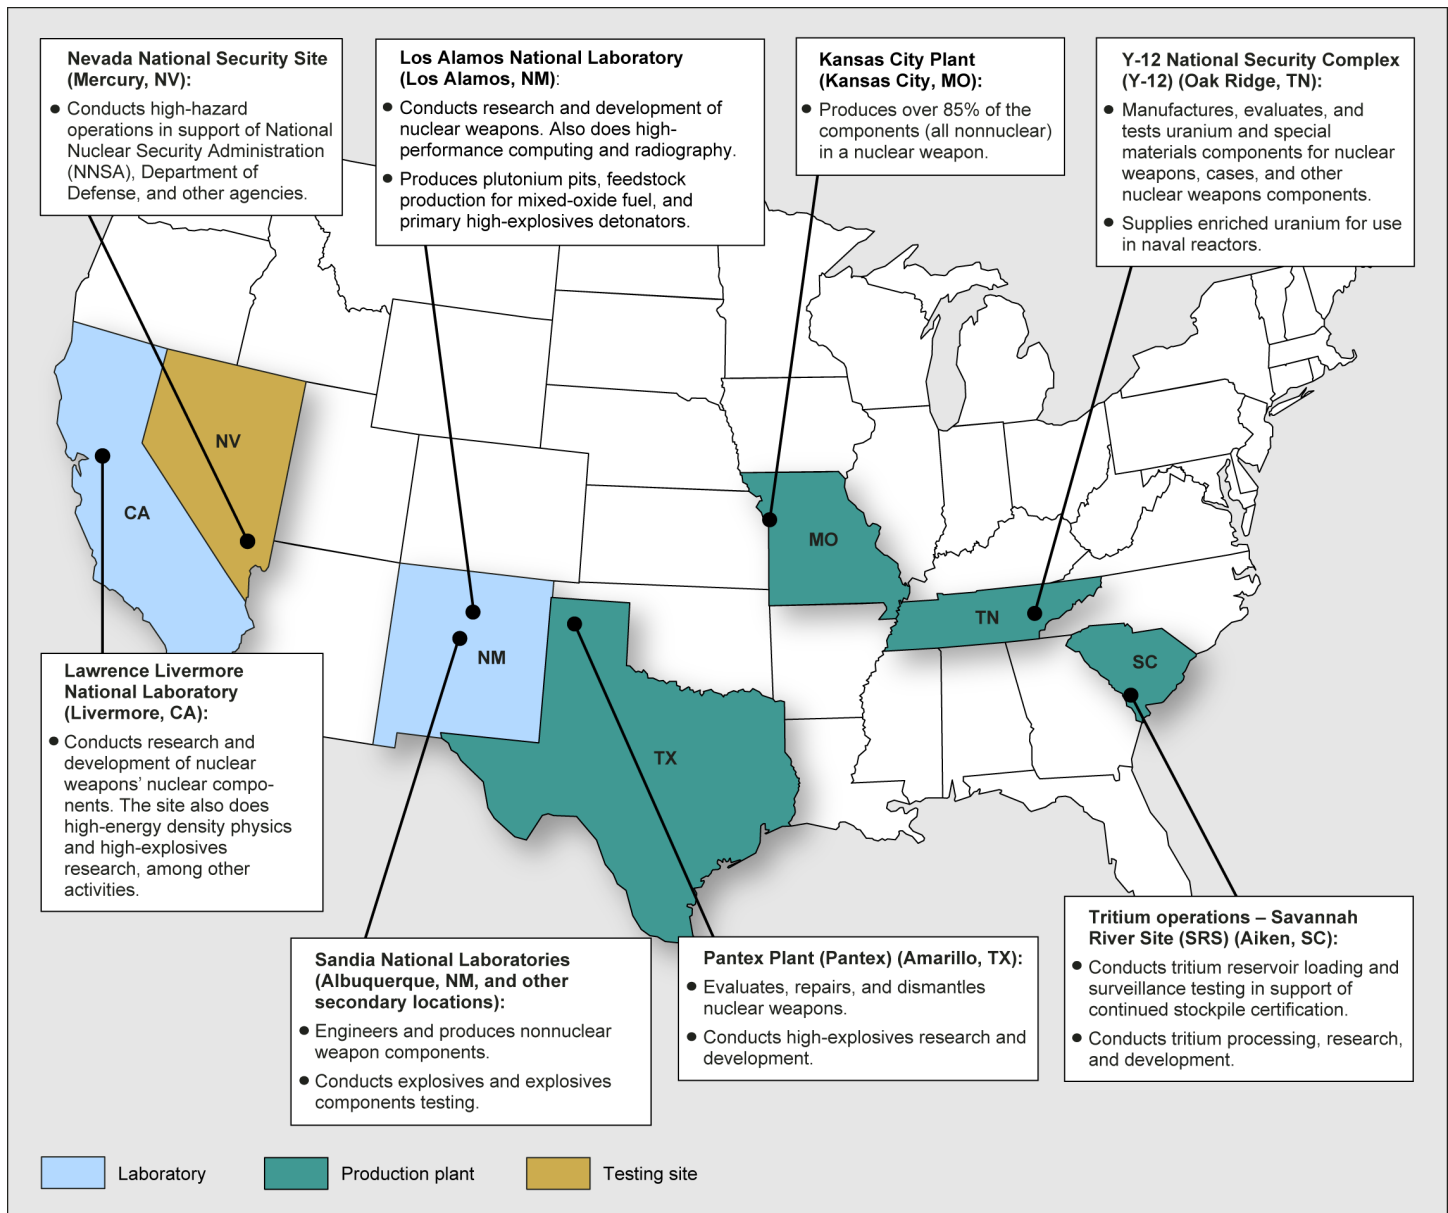 Nevada National Security Site
(Mercury, NV):
● Conducts high-hazard
operations in support of National
Nuclear Security Administration
(NNSA), Department of
Defense, and other agencies.
Los Alamos National Laboratory
(Los Alamos, NM):
● Conducts research and development of
nuclear weapons. Also does high-
performance computing and radiography.
● Produces plutonium pits, feedstock
production for mixed-oxide fuel, and
primary high-explosives detonators.
Kansas City Plant
(Kansas City, MO):
● Produces over 85% of the
components (all nonnuclear)
in a nuclear weapon.
Y-12 National Security Complex
(Y-12) (Oak Ridge, TN):
● Manufactures, evaluates, and
tests uranium and special
materials components for nuclear
weapons, cases, and other
nuclear weapons components.
● Supplies enriched uranium for use
in naval reactors.
NV
CA
MO
TN
NM
SC
TX
Lawrence Livermore
National Laboratory
(Livermore, CA):
● Conducts research and
development of nuclear
weapons’ nuclear compo-
nents. The site also does
high-energy density physics
and high-explosives
research, among other
activities.
Sandia National Laboratories
(Albuquerque, NM, and other
secondary locations):
● Engineers and produces nonnuclear
weapon components.
● Conducts explosives and explosives
components testing.
Pantex Plant (Pantex) (Amarillo, TX):
● Evaluates, repairs, and dismantles
nuclear weapons.
● Conducts high-explosives research and
development.
Tritium operations – Savannah
River Site (SRS) (Aiken, SC):
● Conducts tritium reservoir loading and
surveillance testing in support of
continued stockpile certification.
● Conducts tritium processing, research,
and development.
Laboratory
Production plant
Testing site